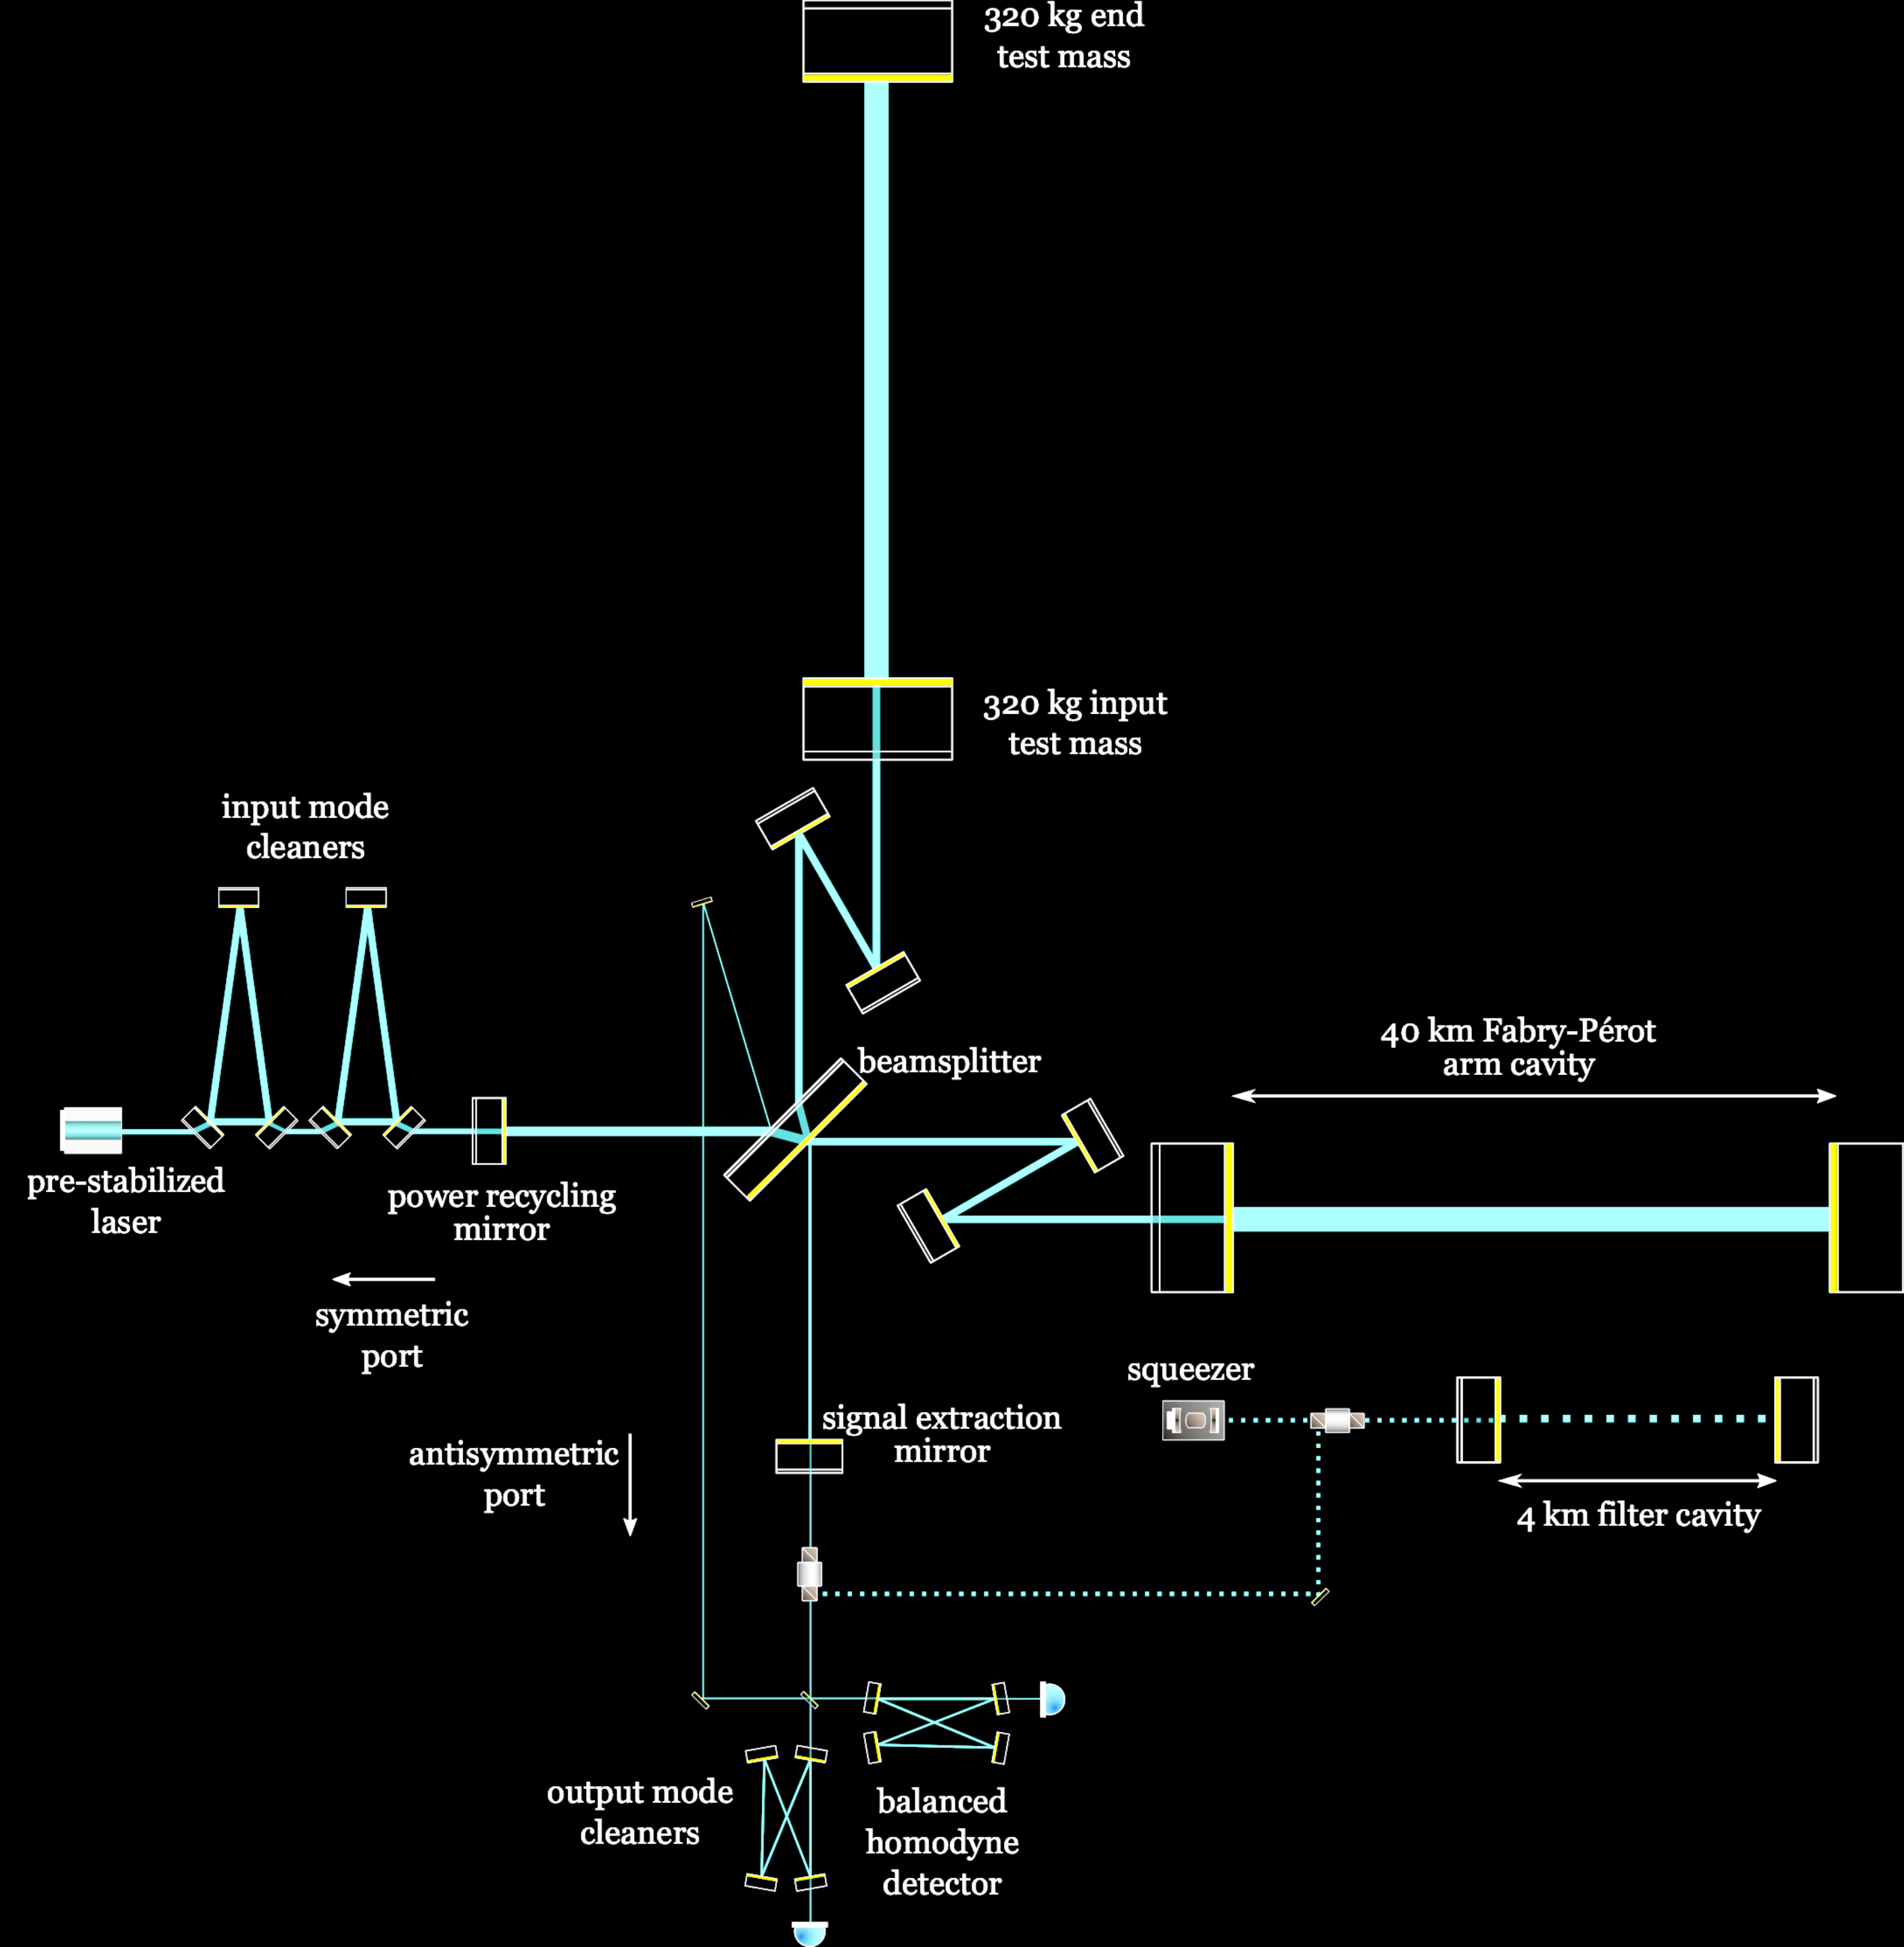 320 kg end
test mass
320 kg input
test mass
input mode
cleaners
40 km Fabry-Pérot
arm cavity
beamsplitter
pre-stabilized
laser
power recycling
mirror
symmetric
port
squeezer
signal extraction
mirror
antisymmetric
port
4 km filter cavity
output mode
cleaners
balanced
homodyne
detector